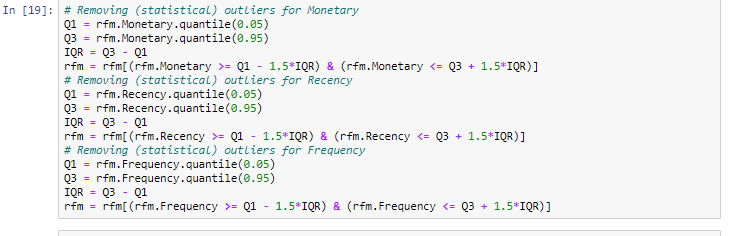 In [19]: # Removing (statistical) outliers for Monetary
Q1 = rfm.Monetary.quantile(0.05)
Q3 = rfm.Monetary.quantile(0.95)
IQR = Q3 - Q1
rfm = rfm[(rfm.Monetary >= Q1 - 1.5*IQR) & (rfm.Monetary <= Q3 + 1.5*IQR)]
# Removing (statistical) outliers for Recency
Q1 = rfm.Recency.quantile(0.05)
Q3 = rfm.Recency.quantile(0.95)
IQR = Q3 - Q1
rfm = rfm[(rfm.Recency >= Q1 - 1.5*IQR) & (rfm.Recency <= Q3 + 1.5*IQR)]
# Removing (statistical) outliers for Frequency
Q1 = rfm.Frequency.quantile(0.05)
Q3 = rfm.Frequency.quantile(0.95)
IQR = Q3 - Q1
rfm = rfm[(rfm.Frequency >= Q1 - 1.5*IQR) & (rfm.Frequency <= Q3 + 1.5*IQR)]